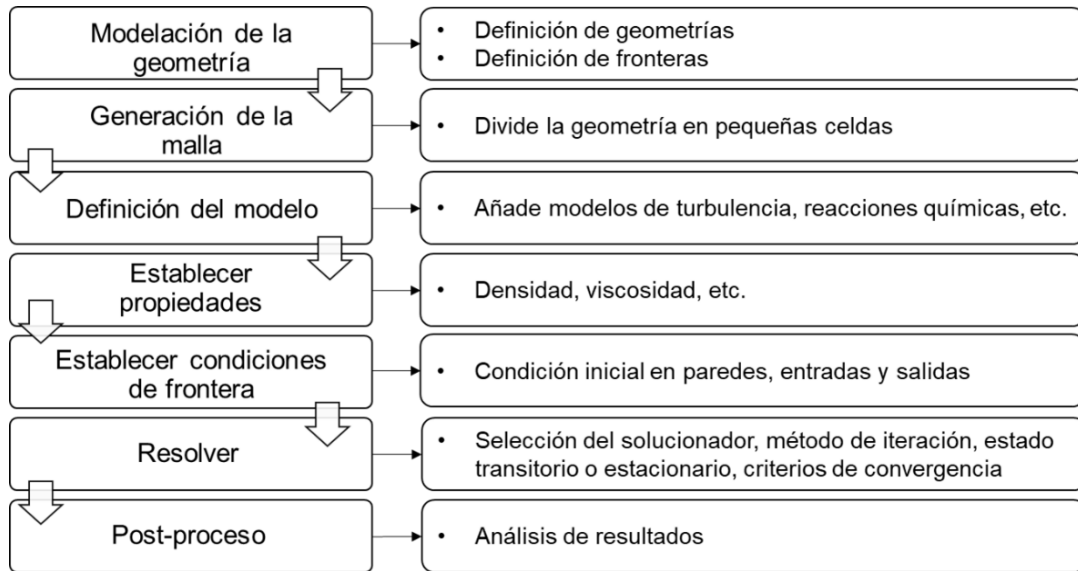 Modelación de la
geometría
• Definición de geometrías
• Definición de fronteras
Generación de la
malla
• Divide la geometría en pequeñas celdas
Definición del modelo
• Añade modelos de turbulencia, reacciones químicas, etc.
Establecer
propiedades
• Densidad, viscosidad, etc.
Establecer condiciones
de frontera
• Condición inicial en paredes, entradas y salidas
Resolver
• Selección del solucionador, método de iteración, estado
transitorio o estacionario, criterios de convergencia
Post-proceso
• Análisis de resultados